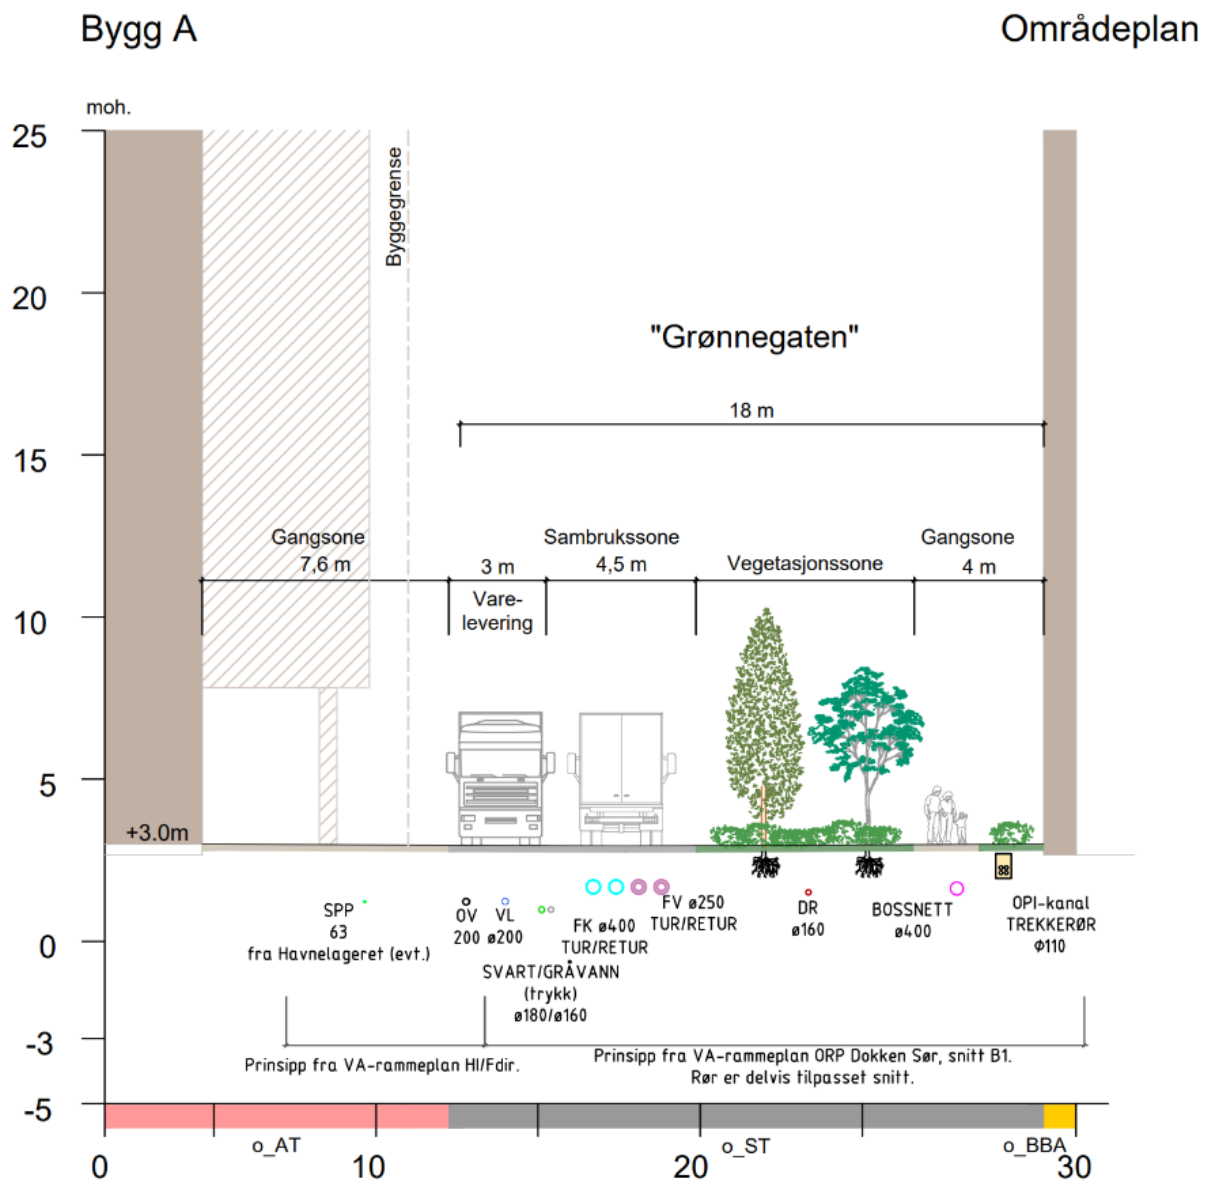 Bygg A
Områdeplan
moh.
25
Byggegrense
20
"Grønnegaten"
18 m
15
Gangsone
7,6 m
3 m
Vare-
levering
Sambrukssone
4,5 m
Vegetasjonssone
Gangsone
4 m
10
5
+3.0m
0
SPP
63
fra Havnelageret (evt.)
OV
200
VL
ø200
SVART/GRÅVANN
(trykk)
ø180/ø160
FK ø400
TUR/RETUR
FV ø250
TUR/RETUR
DR
ø160
BOSSNETT
ø400
OPI-kanal
TREKKERØR
Φ110
-3
Prinsipp fra VA-rammeplan HI/Fdir.
Prinsipp fra VA-rammeplan ORP Dokken Sør, snitt B1.
Rør er delvis tilpasset snitt.
-5
o_AT
o_ST
o_BBA
0
10
20
30